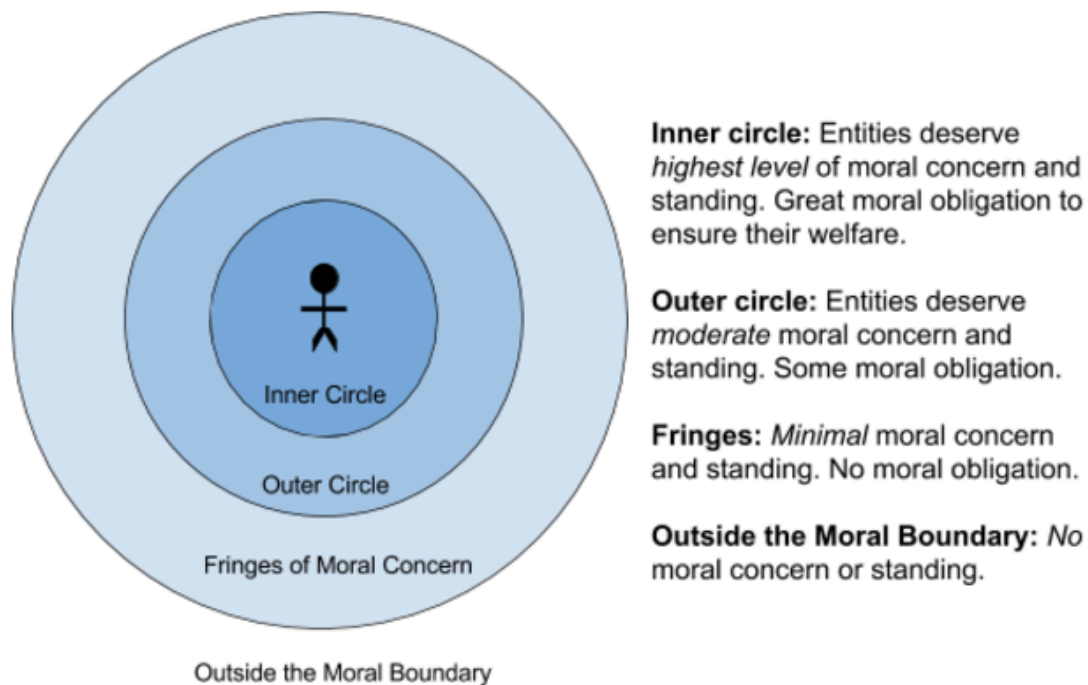 Inner Circle
Outer Circle
Fringes of Moral Concern
Outside the Moral Boundary
Inner circle: Entities deserve
highest level of moral concern and
standing. Great moral obligation to
ensure their welfare.
Outer circle: Entities deserve
moderate moral concern and
standing. Some moral obligation.
Fringes: Minimal moral concern
and standing. No moral obligation.
Outside the Moral Boundary: No
moral concern or standing.